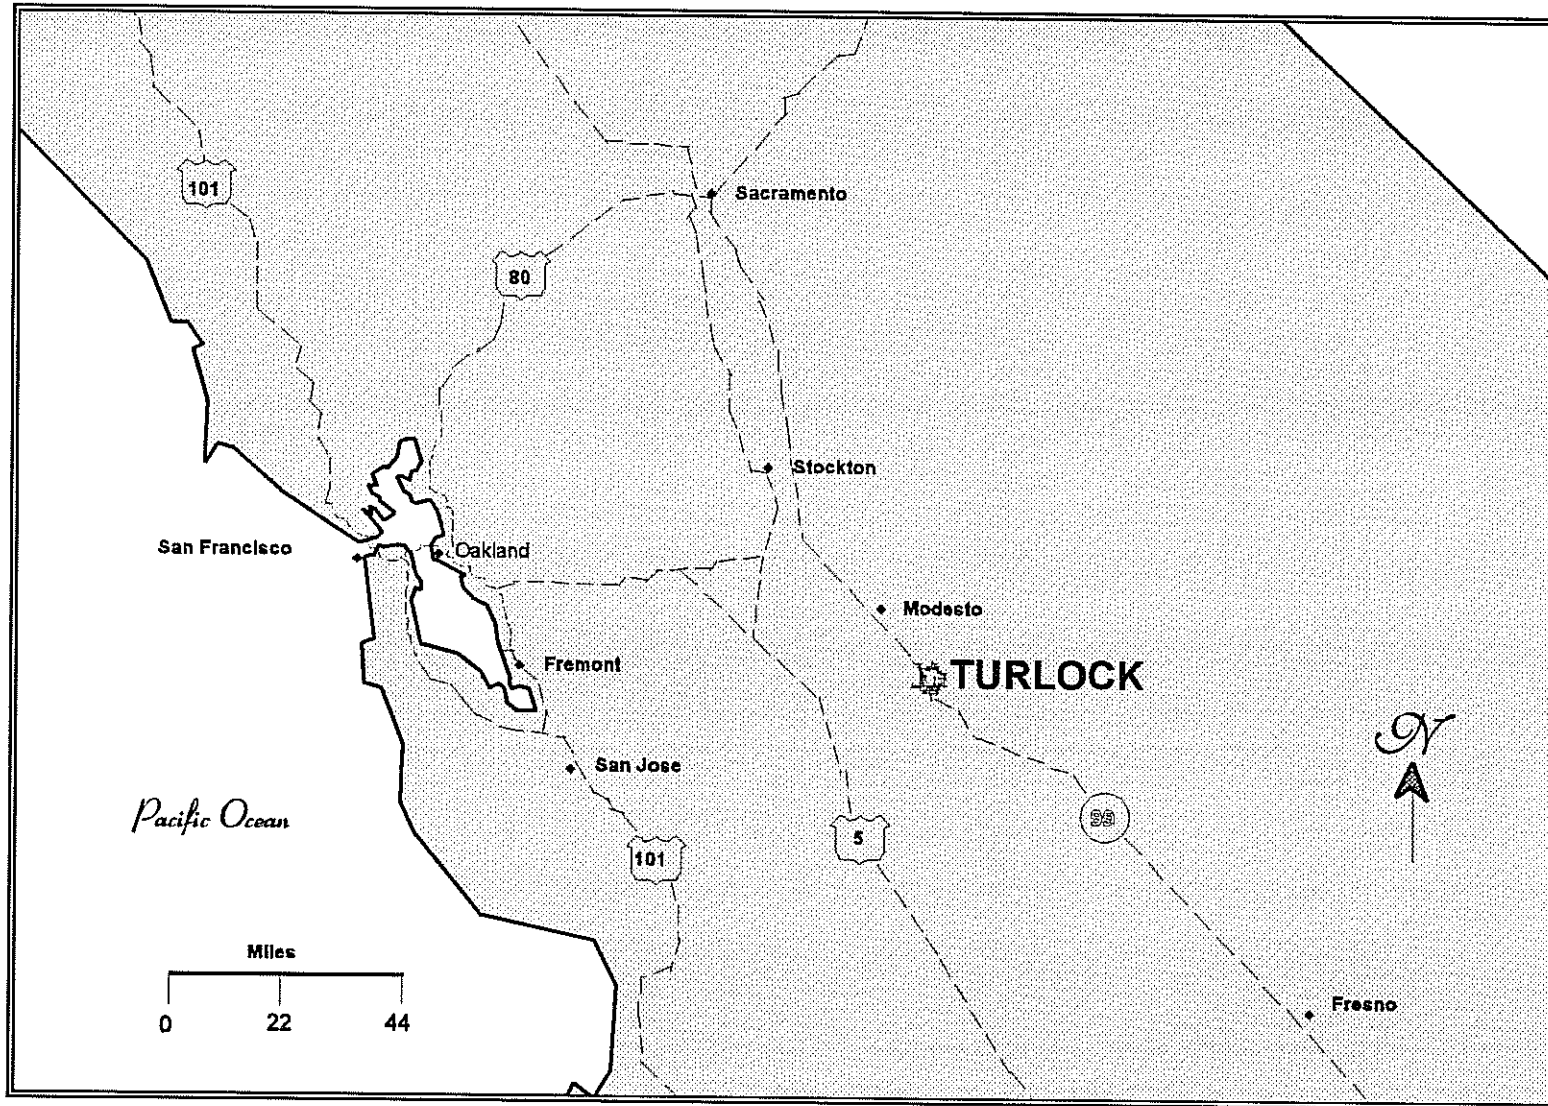 101
Sacramento
80
Stockton
San Francisco
Oakland
Modesto
Fremont
TURLOCK
N
San Jose
Pacific Ocean
99
5
101
Miles
Fresno
0 22 44